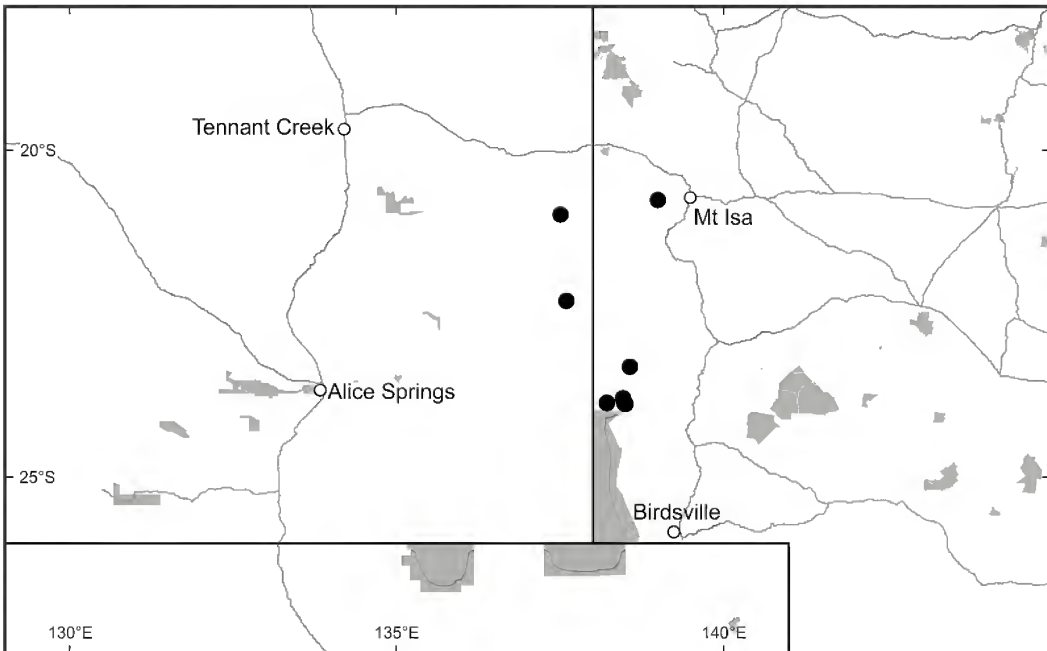 Tennant Creek
20°S
Mt Isa
Alice Springs
25°S
Birdsville
130°E
135°E
140°E